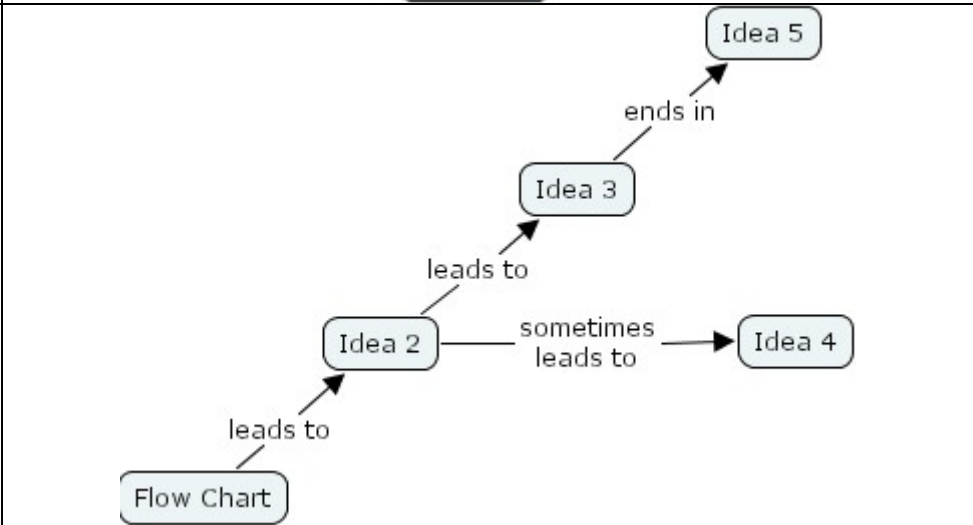 Idea 5
ends in
Idea 3
leads to
Idea 2
sometimes
leads to
Idea 4
leads to
Flow Chart